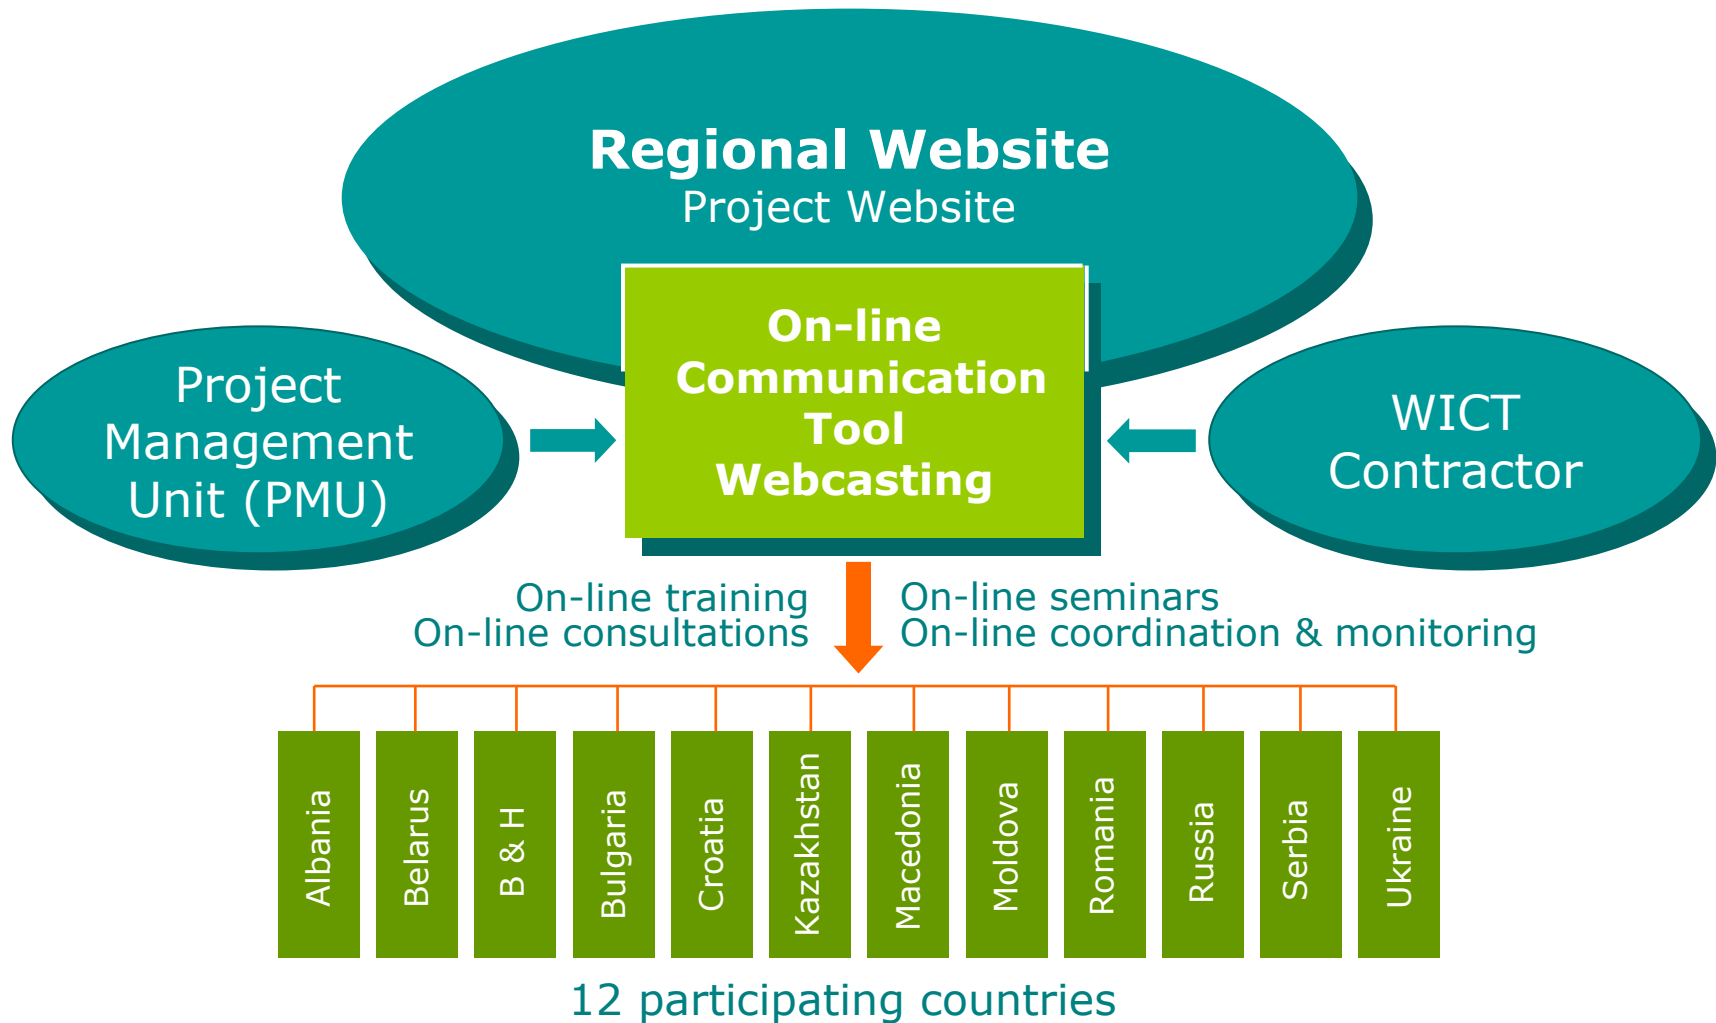 Regional Website
Project Website
On-line
Communication
Tool
Webcasting
Project
Management
Unit (PMU)
WICT
Contractor
On-line training
On-line consultations
On-line seminars
On-line coordination & monitoring
Albania
Belarus
B & H
Bulgaria
Croatia
Kazakhstan
Macedonia
Moldova
Romania
Russia
Serbia
Ukraine
12 participating countries